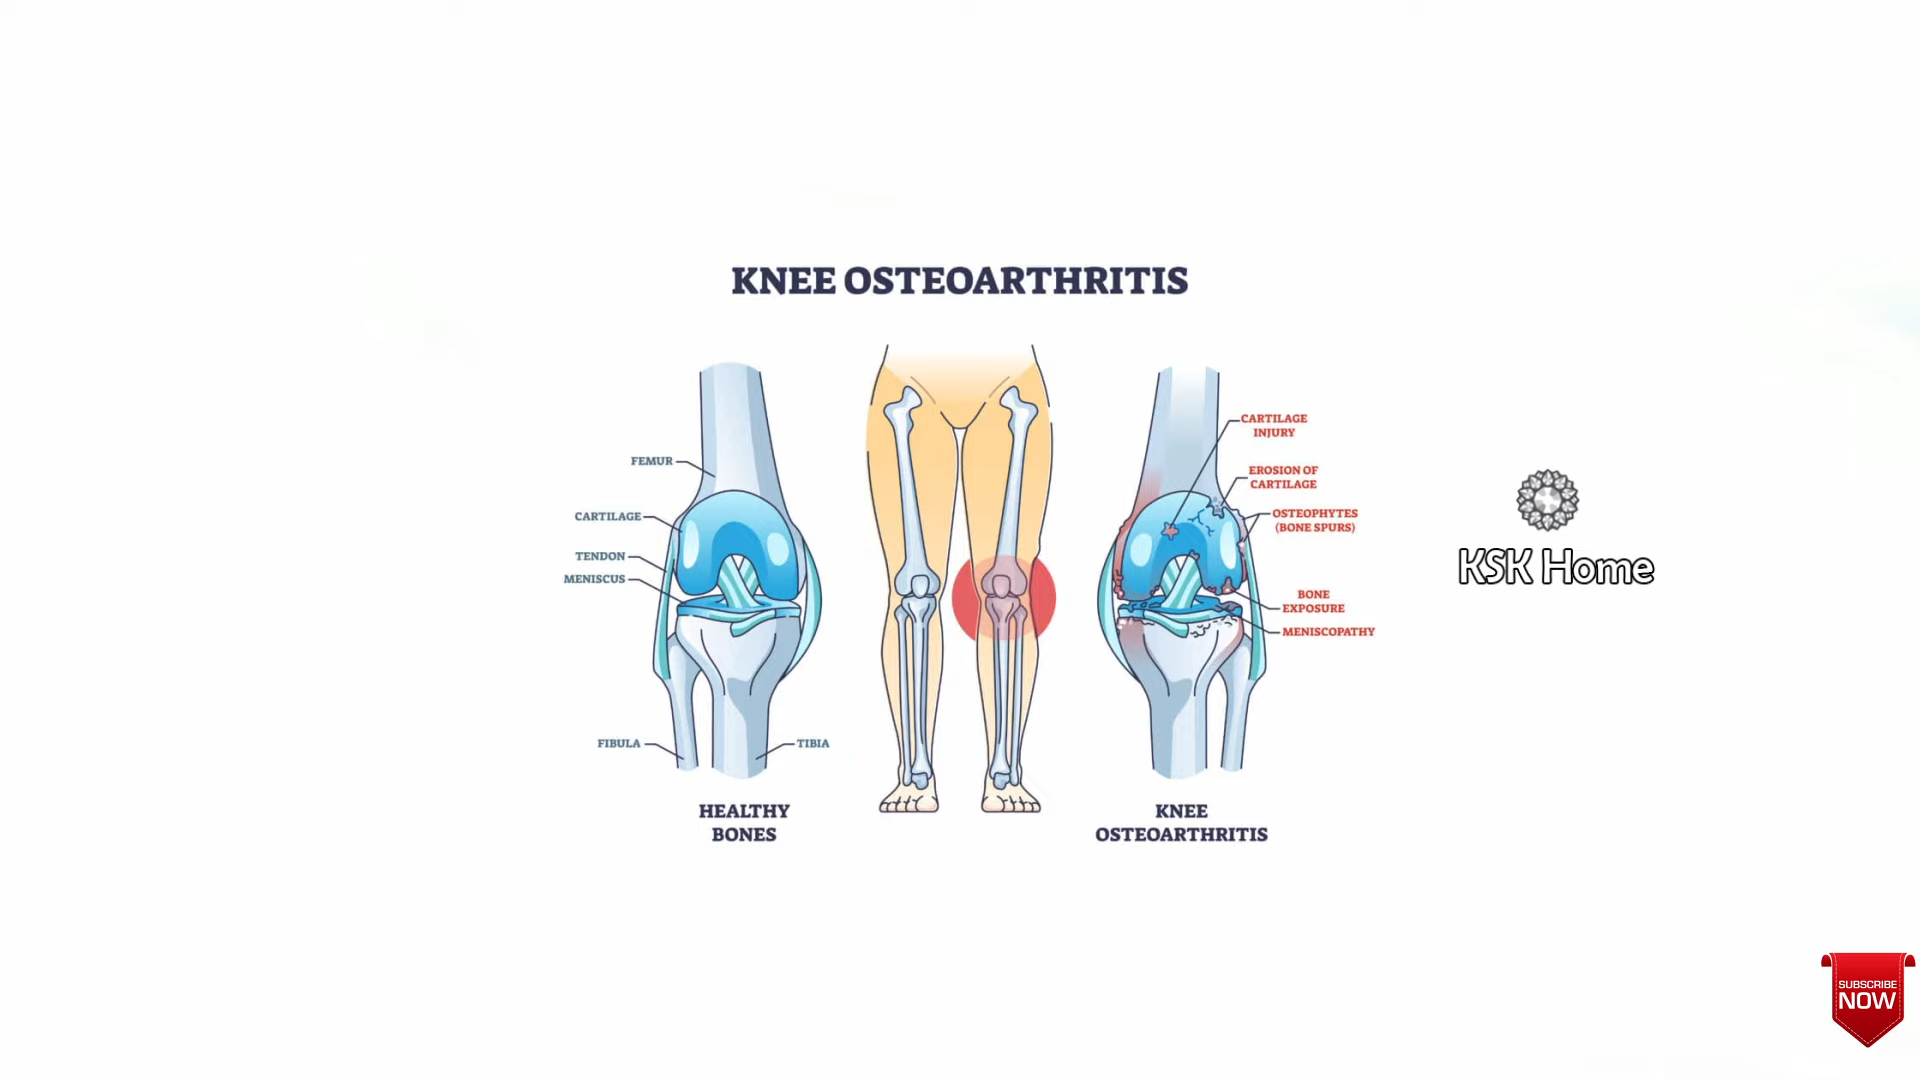 KNEE OSTEOARTHRITIS
FEMUR
CARTILAGE
TENDON
MENISCUS
FIBULA
TIBIA
HEALTHY
BONES
CARTILAGE
INJURY
EROSION OF
CARTILAGE
OSTEOPHYTES
(BONE SPURS)
BONE
EXPOSURE
MENISCOPATHY
KNEE
OSTEOARTHRITIS
KSK Home
SUBSCRIBE
NOW